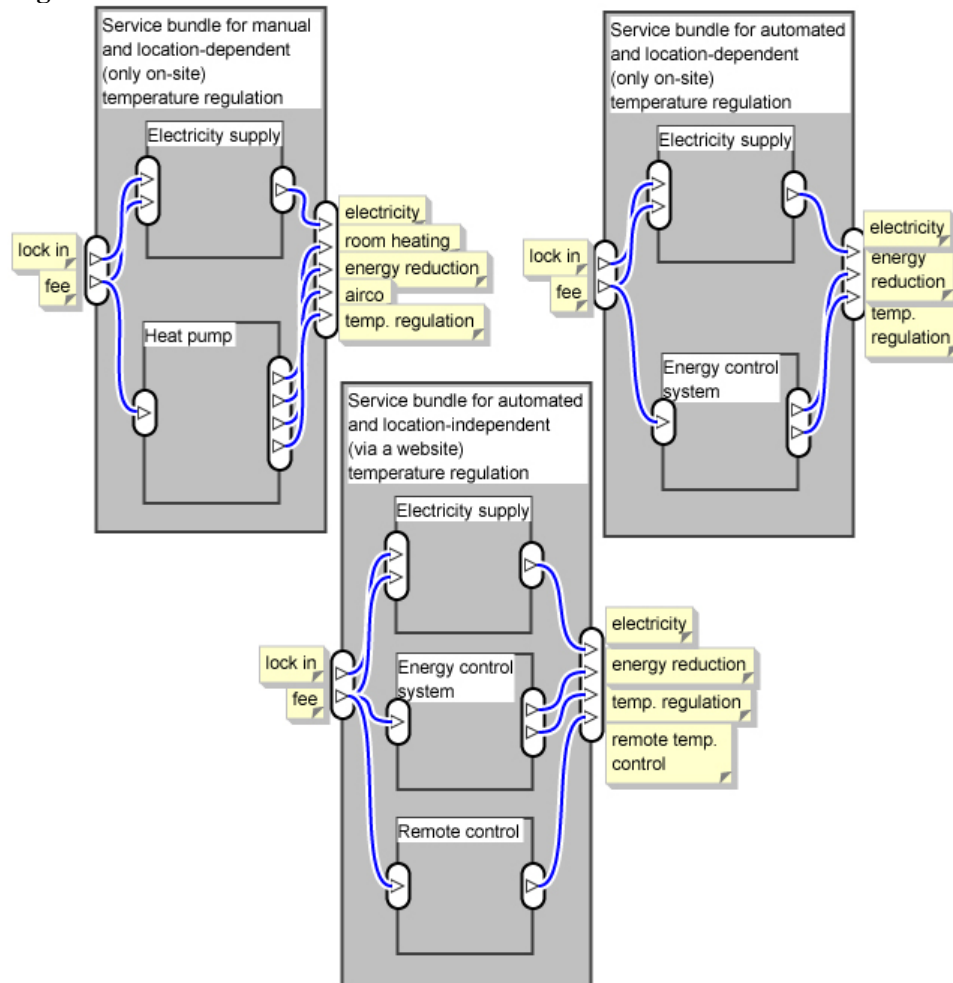 Service bundle for manual
and location-dependent
(only on-site)
temperature regulation
Electricity supply
lock in
fee
Heat pump
electricity
room heating
energy reduction
airco
temp. regulation
Service bundle for automated
and location-dependent
(only on-site)
temperature regulation
Electricity supply
lock in
fee
Energy control
system
electricity
energy
reduction
temp.
regulation
Service bundle for automated
and location-independent
(via a website)
temperature regulation
Electricity supply
lock in
fee
Energy control
system
Remote control
electricity
energy reduction
temp. regulation
remote temp.
control